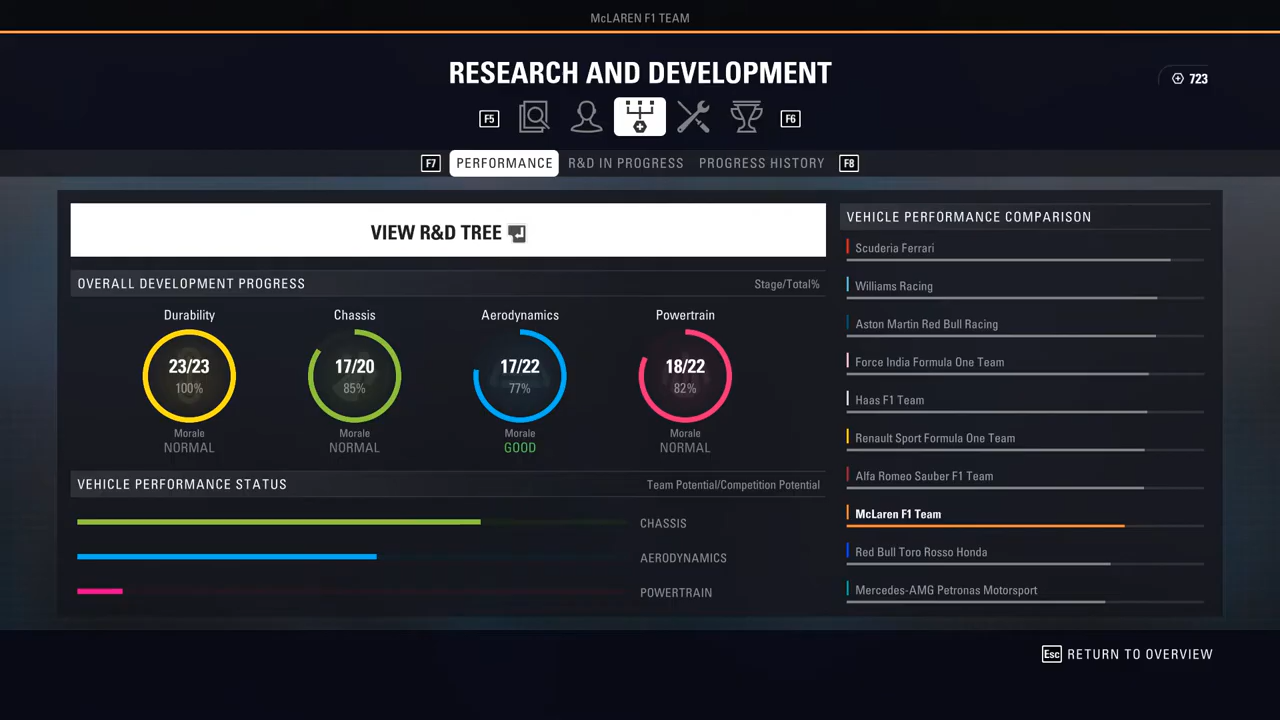 McLAREN F1 TEAM
RESEARCH AND DEVELOPMENT
723
F5
F6
F7 PERFORMANCE R&D IN PROGRESS PROGRESS HISTORY F8
VIEW R&D TREE
OVERALL DEVELOPMENT PROGRESS Stage/Total%
Durability Chassis Aerodynamics Powertrain
23/23 17/20 17/22 18/22
100% 85% 77% 82%
Morale Morale Morale Morale
NORMAL NORMAL GOOD NORMAL
VEHICLE PERFORMANCE STATUS Team Potential/Competition Potential
CHASSIS
AERODYNAMICS
POWERTRAIN
VEHICLE PERFORMANCE COMPARISON
Scuderia Ferrari
Williams Racing
Aston Martin Red Bull Racing
Force India Formula One Team
Haas F1 Team
Renault Sport Formula One Team
Alfa Romeo Sauber F1 Team
McLaren F1 Team
Red Bull Toro Rosso Honda
Mercedes-AMG Petronas Motorsport
Esc RETURN TO OVERVIEW